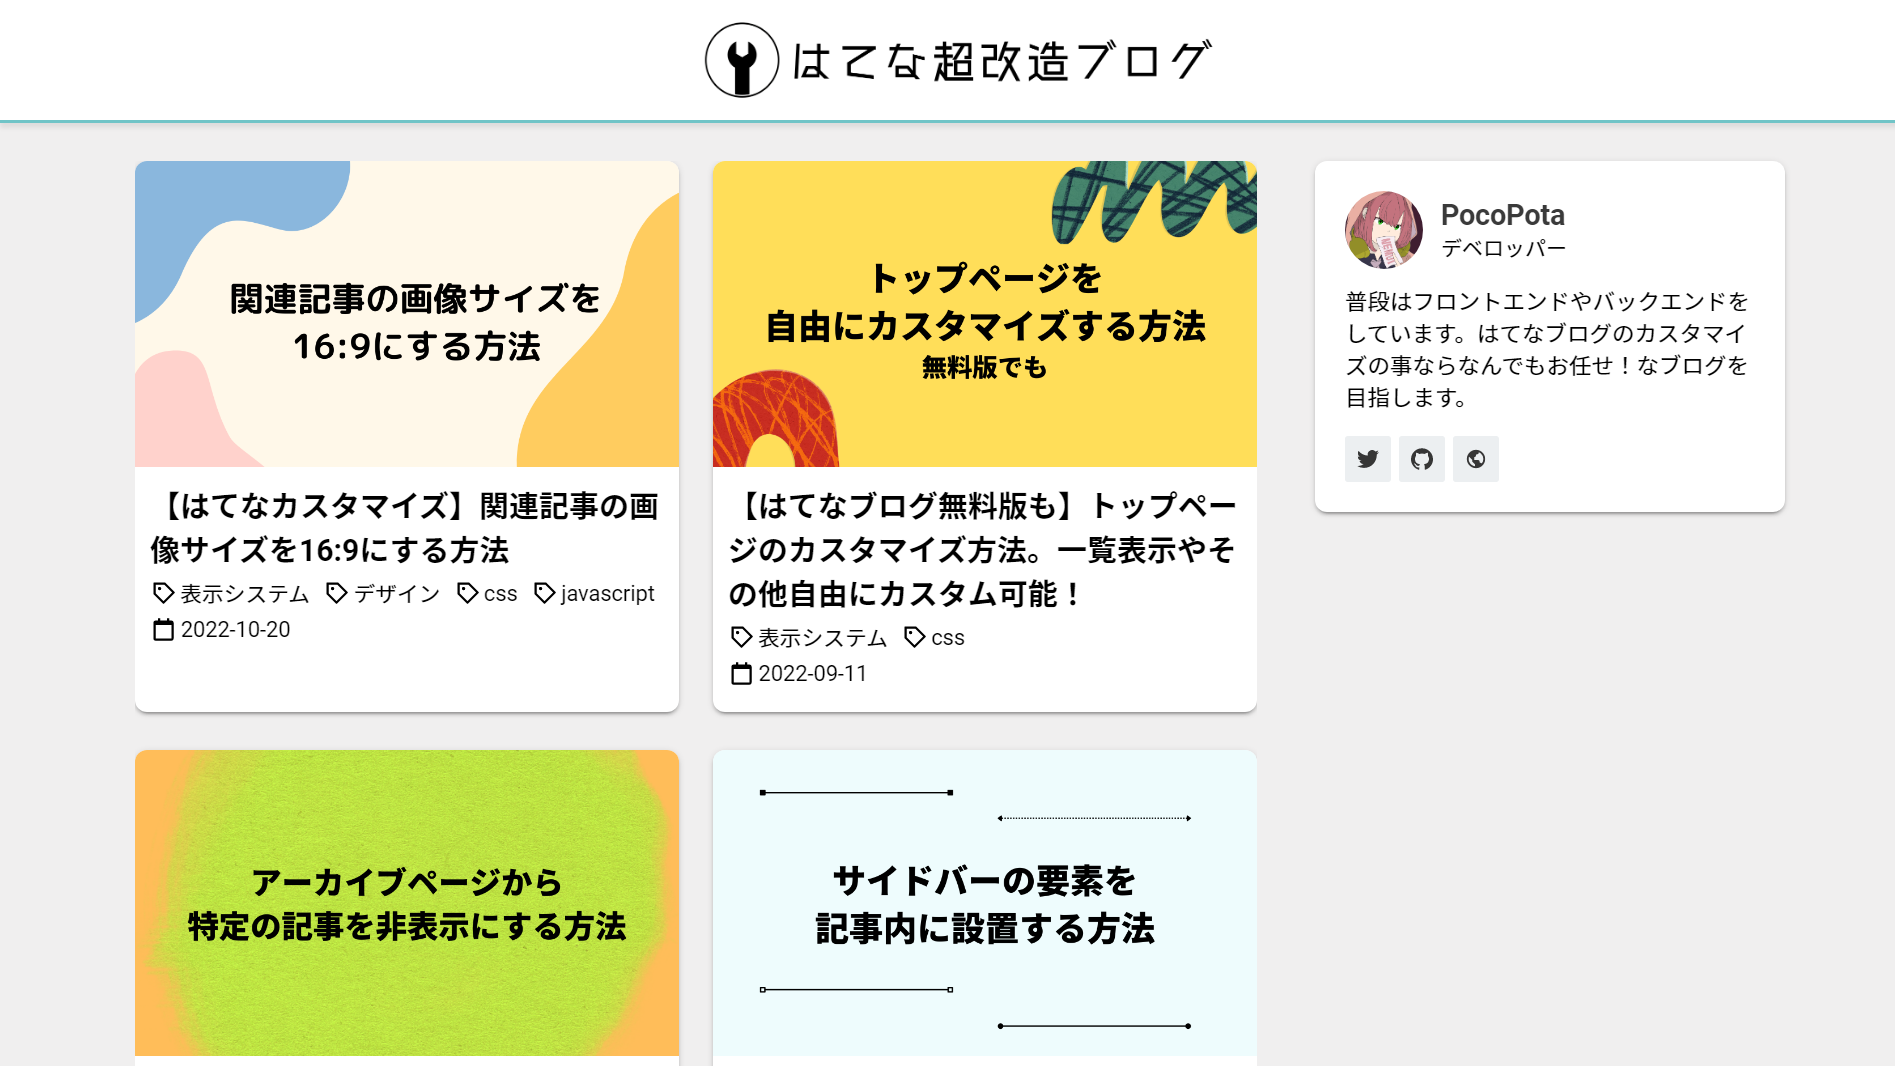 はてな超改造ブログ
関連記事の画像サイズを
16:9にする方法
【はてなカスタマイズ】関連記事の画
像サイズを16:9にする方法
表示システム デザイン css javascript
2022-10-20
トップページを
自由にカスタマイズする方法
無料版でも
【はてなブログ無料版も】トップペー
ジのカスタマイズ方法。一覧表示やそ
の他自由にカスタム可能！
表示システム css
2022-09-11
アーカイブページから
特定の記事を非表示にする方法
サイドバーの要素を
記事内に設置する方法
PocoPota
デベロッパー
普段はフロントエンドやバックエンドを
しています。はてなブログのカスタマイ
ズの事ならなんでもお任せ！なブログを
目指します。